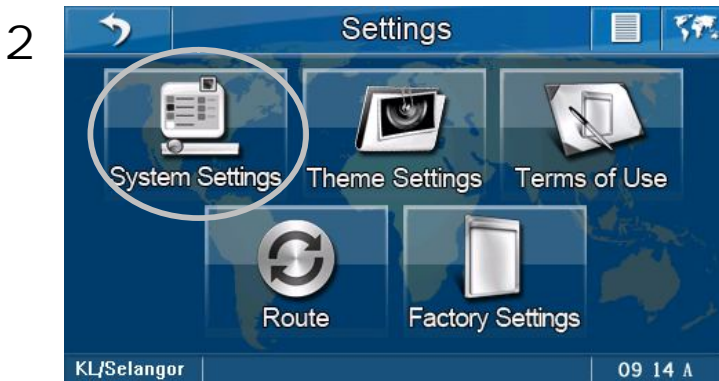 2
Settings
System Settings Theme Settings Terms of Use
Route Factory Settings
KL/Selangor 09 14 A